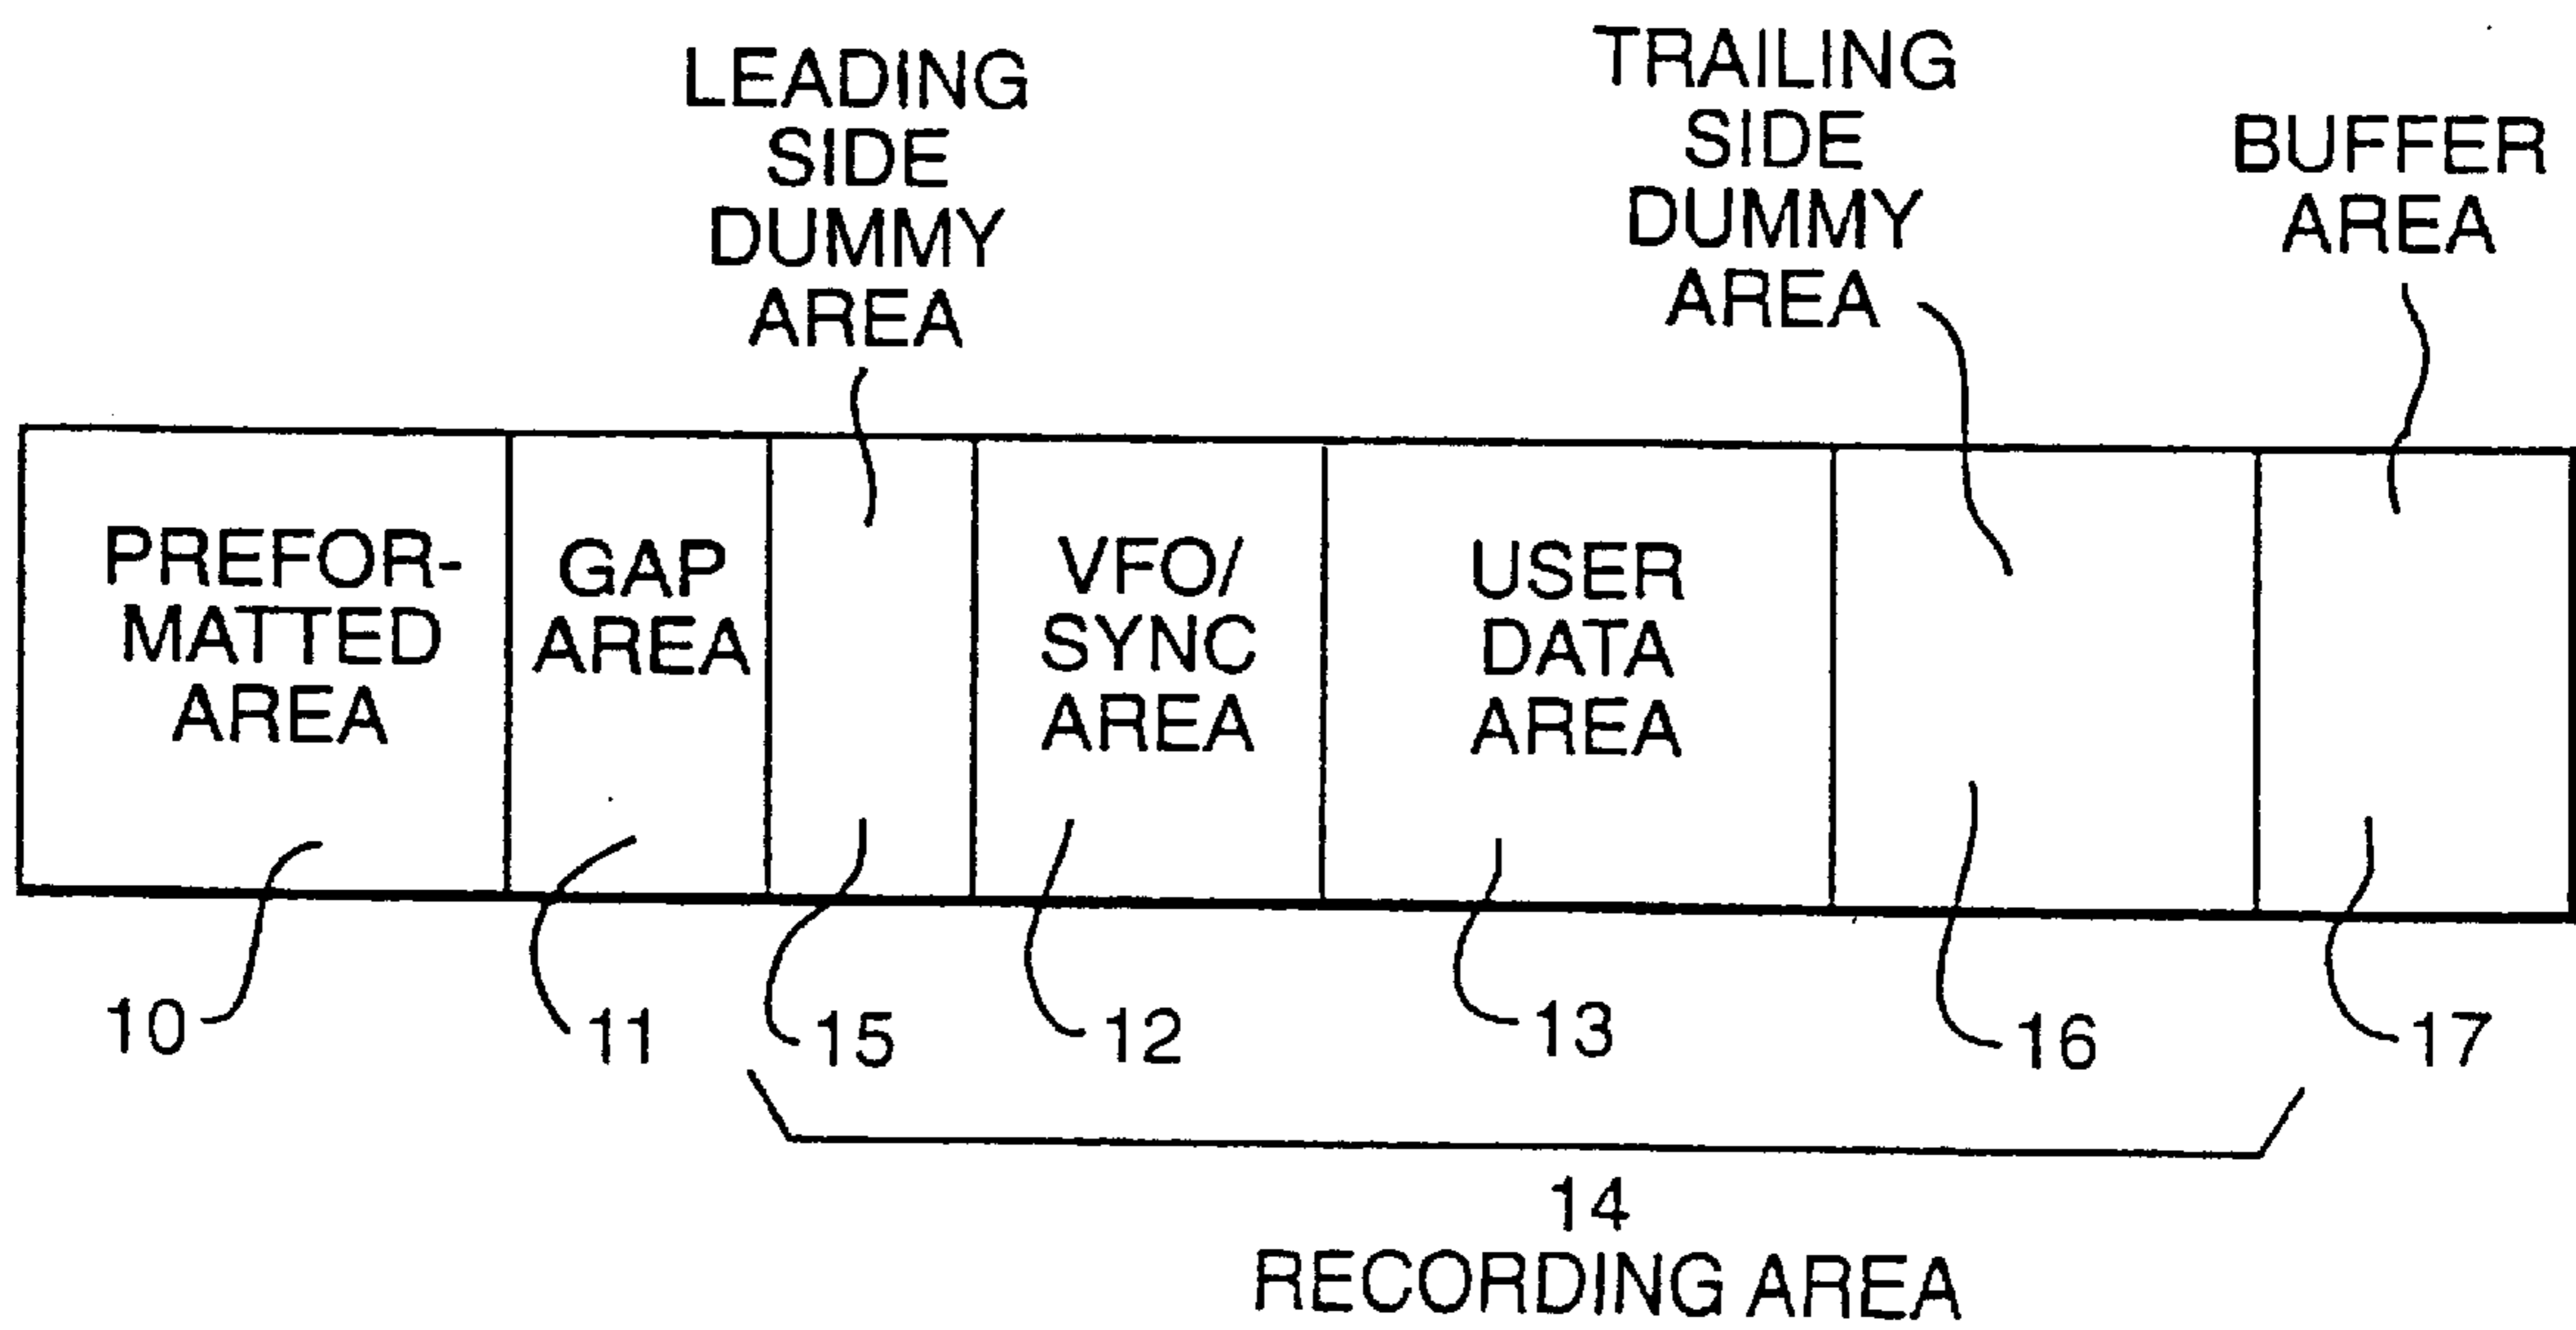 LEADING
SIDE
DUMMY
AREA
TRAILING
SIDE
DUMMY
AREA
BUFFER
AREA
PREFOR-
MATTED
AREA
GAP
AREA
VFO/
SYNC
AREA
USER
DATA
AREA
10
11
15
12
13
16
17
14
RECORDING AREA